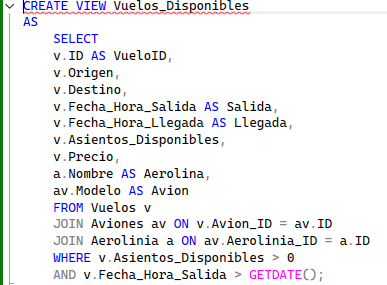 CREATE VIEW Vuelos_Disponibles
AS
SELECT
v.ID AS VueloID,
v.Origen,
v.Destino,
v.Fecha_Hora_Salida AS Salida,
v.Fecha_Hora_Llegada AS Llegada,
v.Asientos_Disponibles,
v.Precio,
a.Nombre AS Aerolina,
av.Modelo AS Avion
FROM Vuelos v
JOIN Aviones av ON v.Avion_ID = av.ID
JOIN Aerolinia a ON av.Aerolinia_ID = a.ID
WHERE v.Asientos_Disponibles > 0
AND v.Fecha_Hora_Salida > GETDATE();